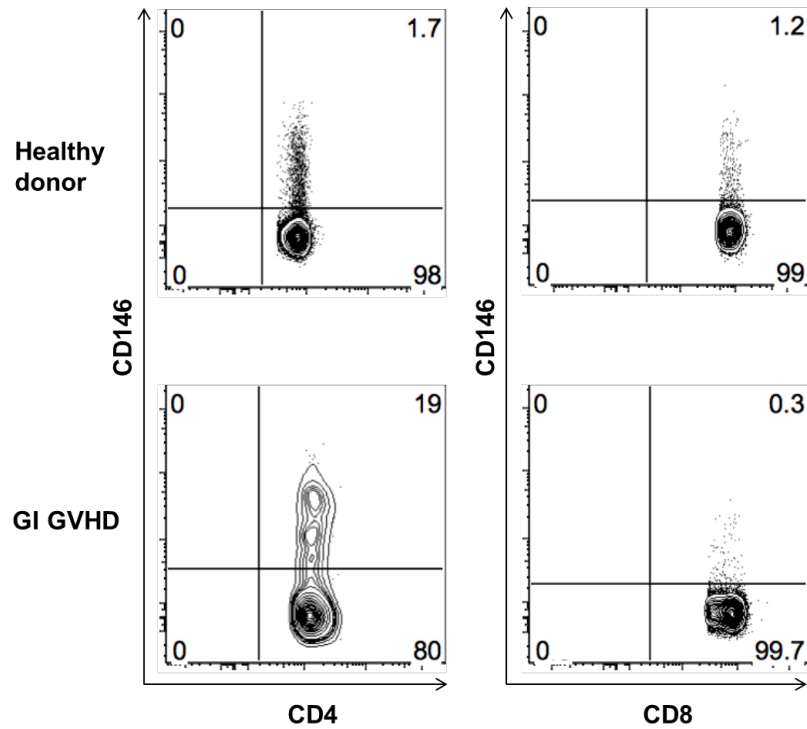 0 1.7
0 1.2
Healthy
donor
0 98
0 99
CD146
CD146
0 19
0 0.3
GI GVHD
0 80
0 99.7
CD4
CD8